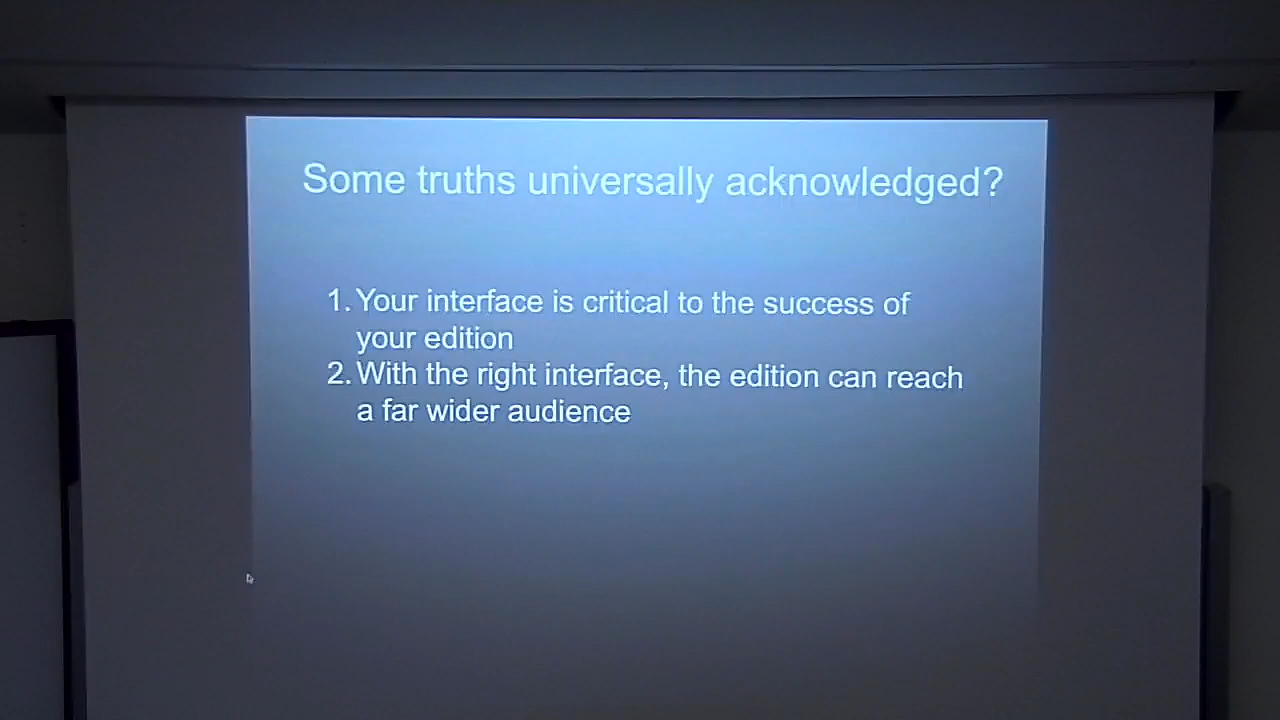 Some truths universally acknowledged?
1. Your interface is critical to the success of
your edition
2. With the right interface, the edition can reach
a far wider audience